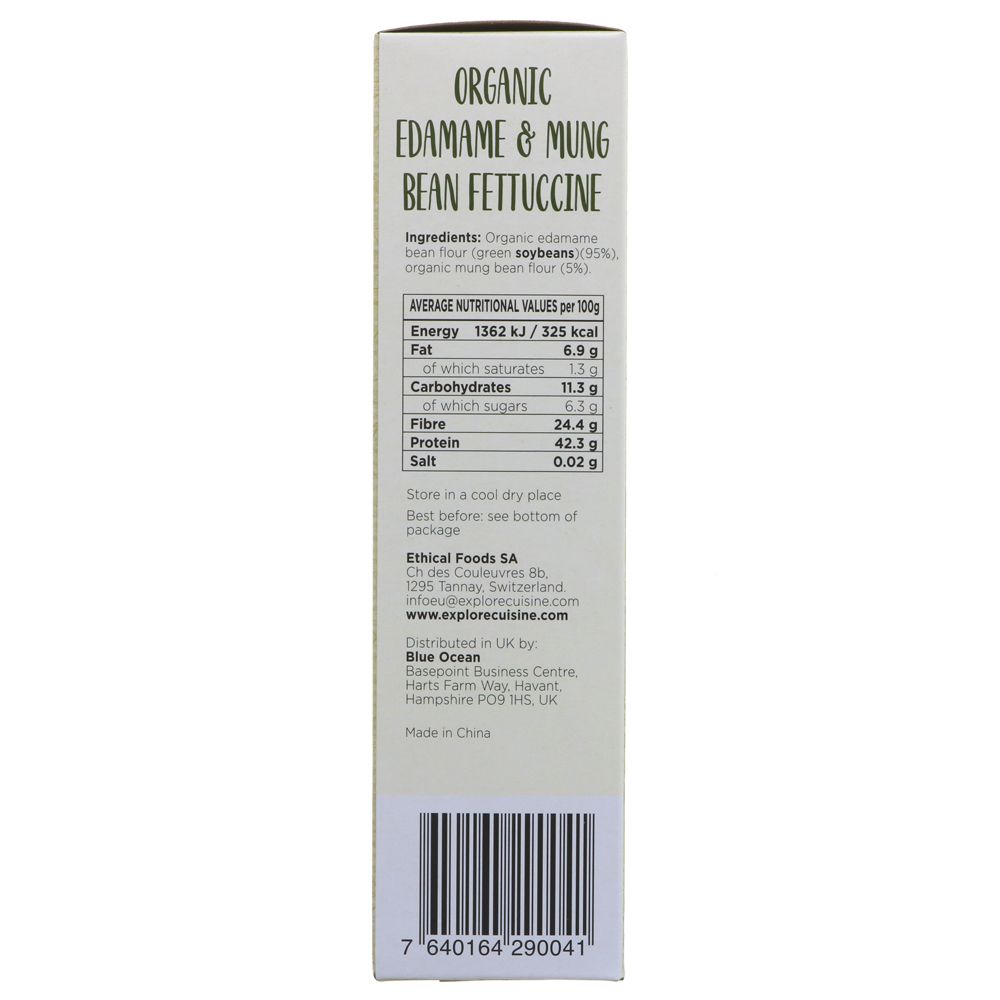 ORGANIC
EDAMAME & MUNG
BEAN FETTUCCINE
Ingredients: Organic edamame
bean flour (green soybeans)(95%),
organic mung bean flour (5%).
AVERAGE NUTRITIONAL VALUES per 100g
Energy 1362 kJ / 325 kcal
Fat 6.9 g
of which saturates 1.3 g
Carbohydrates 11.3 g
of which sugars 6.3 g
Fibre 24.4 g
Protein 42.3 g
Salt 0.02 g
Store in a cool dry place
Best before: see bottom of
package
Ethical Foods SA
Ch des Couleuvres 8b,
1295 Tannay, Switzerland.
infoeu@explorecuisine.com
www.explorecuisine.com
Distributed in UK by:
Blue Ocean
Basepoint Business Centre,
Harts Farm Way, Havant,
Hampshire PO9 1HS, UK
Made in China
7 640164 290041